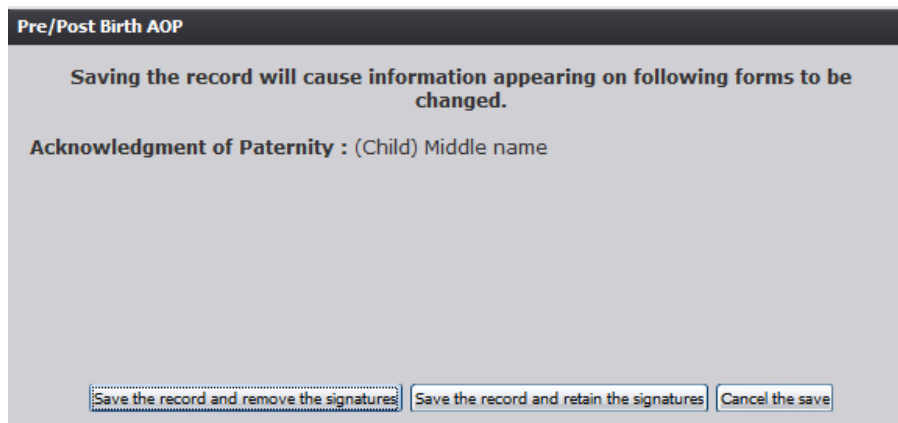 Pre/Post Birth AOP
Saving the record will cause information appearing on following forms to be
changed.
Acknowledgment of Paternity : (Child) Middle name
Save the record and remove the signatures Save the record and retain the signatures Cancel the save